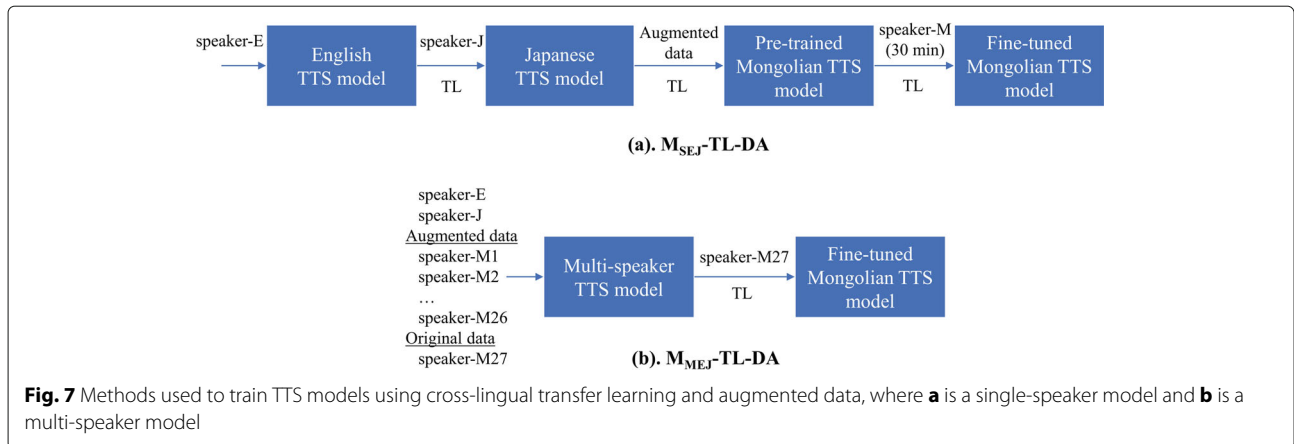 speaker-E
English
TTS model
speaker-J
TL
Japanese
TTS model
Augmented
data
TL
Pre-trained
Mongolian TTS
model
speaker-M
(30 min)
TL
Fine-tuned
Mongolian TTS
model
(a). MSEJ-TL-DA
speaker-E
speaker-J
Augmented data
speaker-M1
speaker-M2
…
speaker-M26
Original data
speaker-M27
Multi-speaker
TTS model
speaker-M27
TL
Fine-tuned
Mongolian TTS
model
(b). MMEJ-TL-DA
Fig. 7 Methods used to train TTS models using cross-lingual transfer learning and augmented data, where a is a single-speaker model and b is a
multi-speaker model